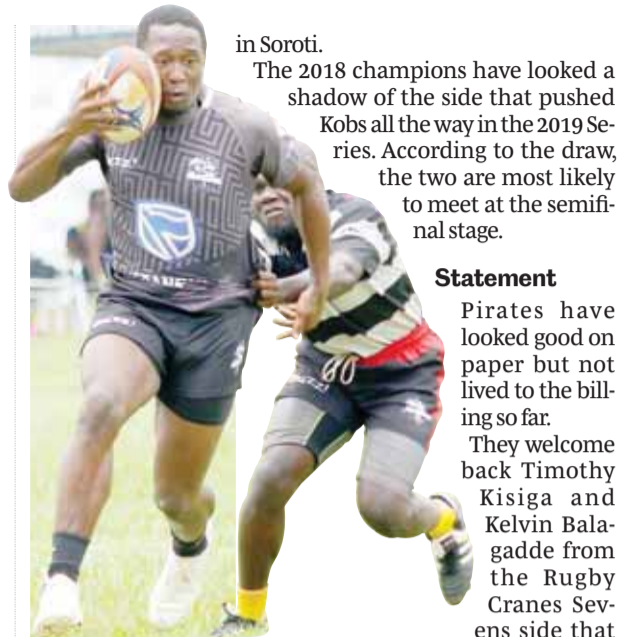 in Soroti.
The 2018 champions have looked a
shadow of the side that pushed
Kobs all the way in the 2019 Se-
ries. According to the draw,
the two are most likely
to meet at the semifi-
nal stage.
Statement
Pirates have
looked good on
paper but not
lived to the bill-
ing so far.
They welcome
back Timothy
Kisiga and
Kelvin Bala-
gadde from
the Rugby
Cranes Sev-
ens side that